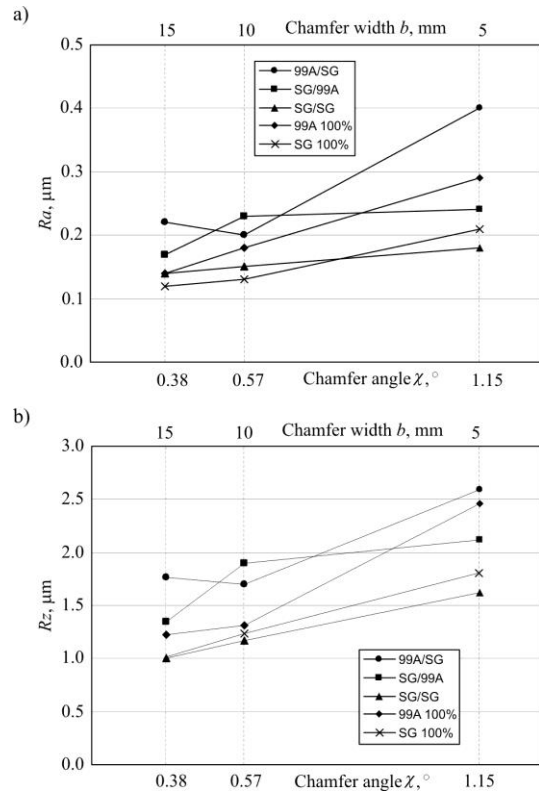 a)
15 10 Chamfer width b, mm 5
0.5
99A/SG
SG/99A
0.4
SG/SG
99A 100%
SG 100%
0.3
Ra, µm
0.2
0.1
0.0
0.38 0.57 Chamfer angle χ, ° 1.15
b)
15 10 Chamfer width b, mm 5
3.0
2.5
2.0
Rz, µm
1.5
1.0
99A/SG
SG/99A
0.5
SG/SG
99A 100%
SG 100%
0.0
0.38 0.57 Chamfer angle χ, ° 1.15